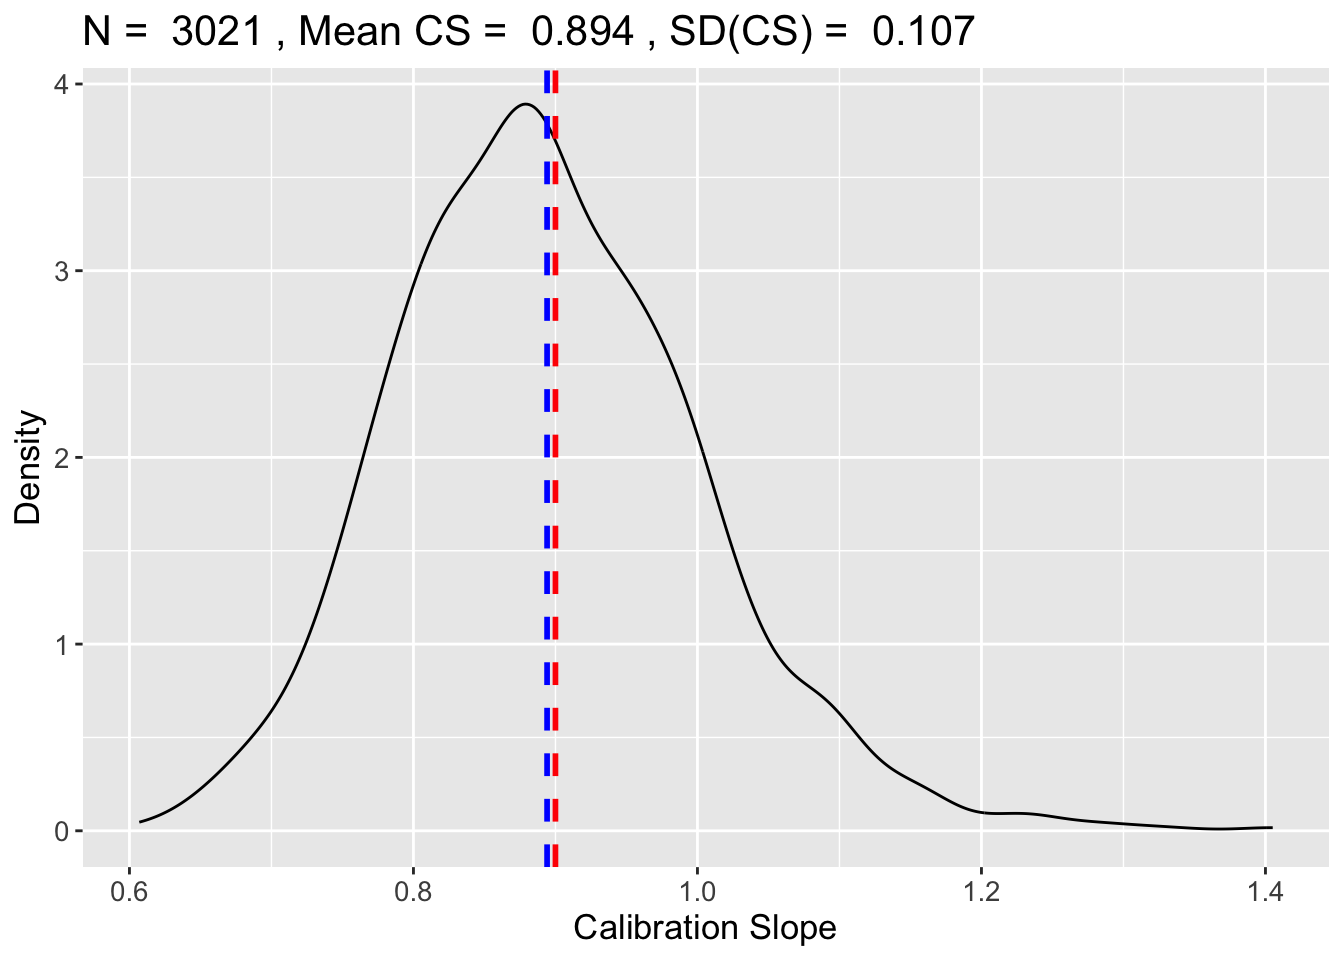 N =  3021 , Mean CS =  0.894 , SD(CS) =  0.107
4
3
2
1
0
Density
0.6 0.8 1.0 1.2 1.4
Calibration Slope